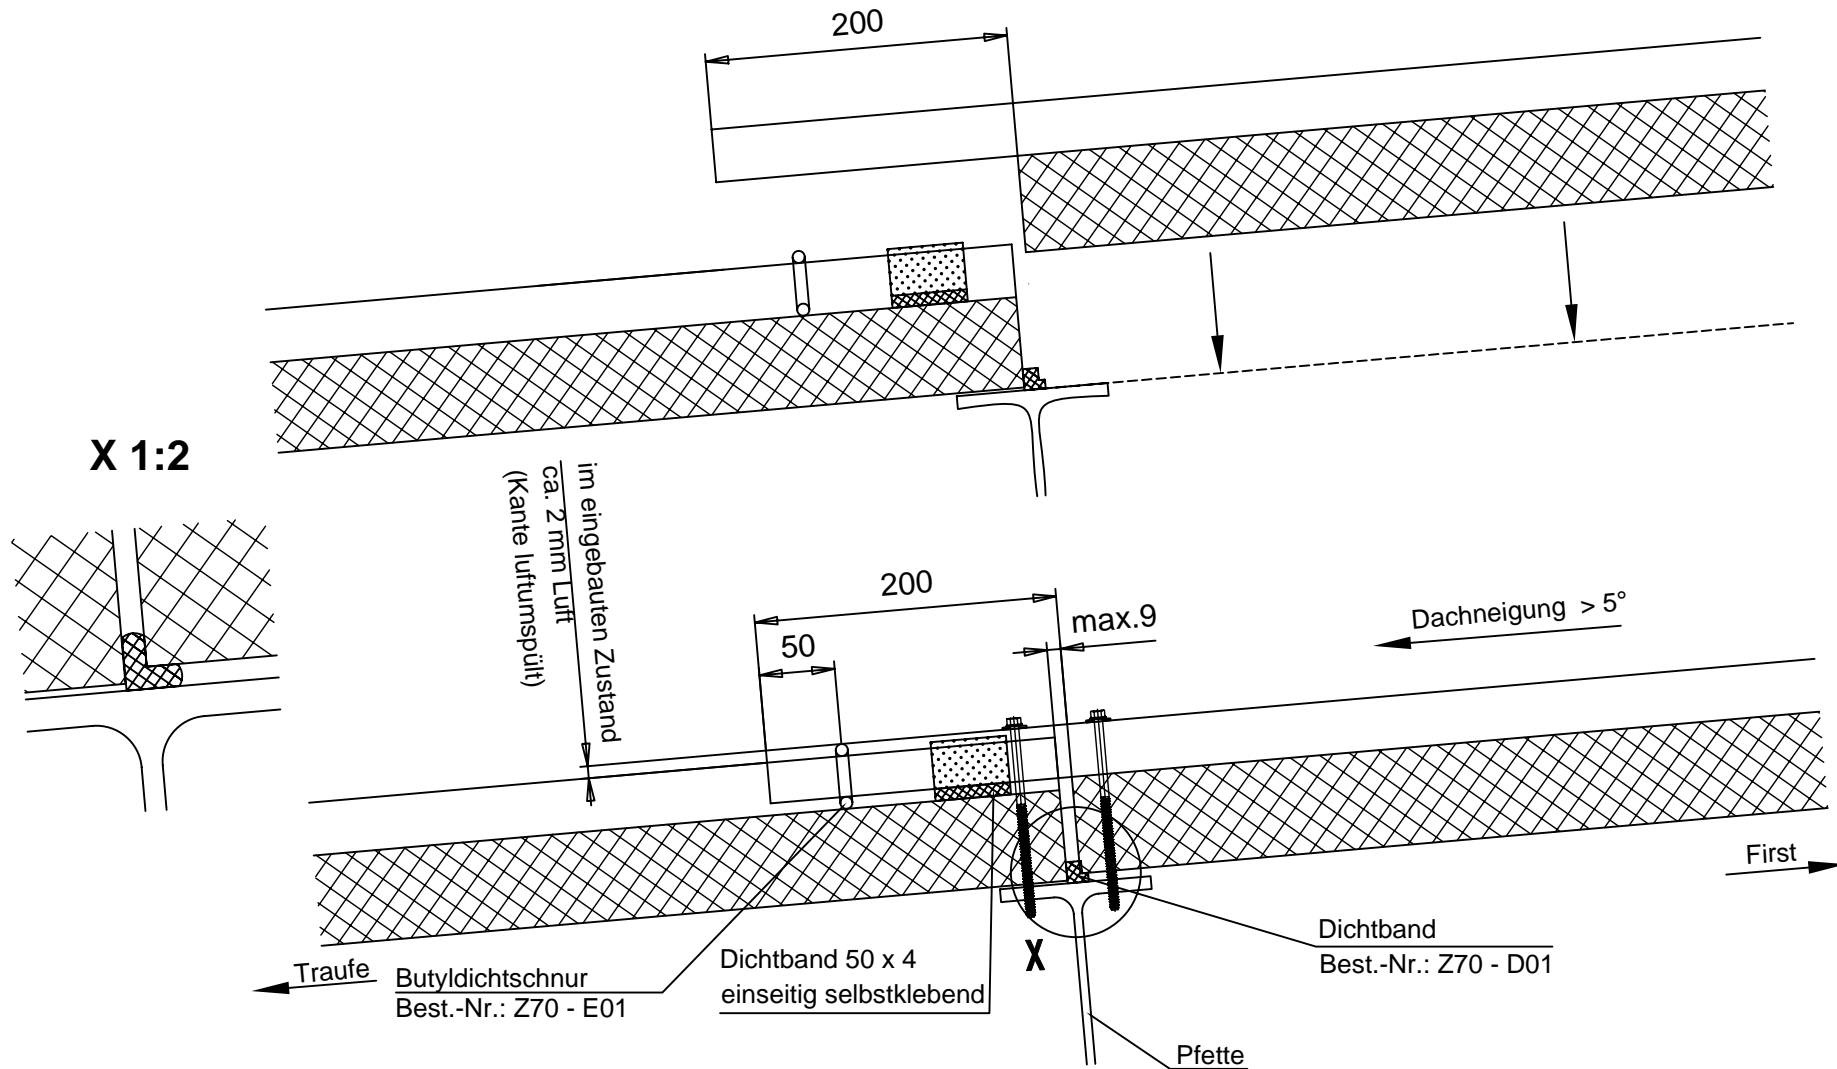 200
X 1:2
im eingebauten Zustand
ca. 2 mm Luft
(Kante luftumspült)
200
50
max.9
Dachneigung > 5°
First
Traufe
Butyldichtschnur
Best.-Nr.: Z70 - E01
Dichtband 50 x 4
einseitig selbstklebend
X
Dichtband
Best.-Nr.: Z70 - D01
Pfette